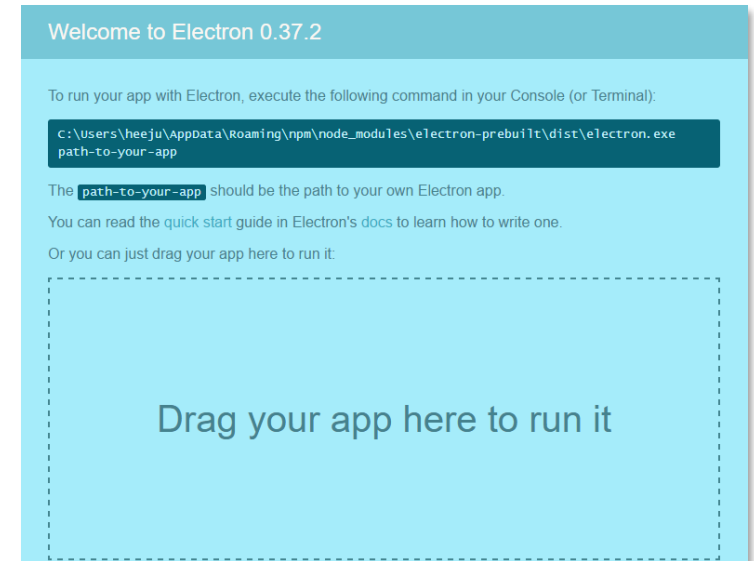 Welcome to Electron 0.37.2
To run your app with Electron, execute the following command in your Console (or Terminal):
C:\Users\heeju\AppData\Roaming\npm\node_modules\electron-prebuilt\dist\electron.exe
path-to-your-app
The path-to-your-app should be the path to your own Electron app.
You can read the quick start guide in Electron's docs to learn how to write one.
Or you can just drag your app here to run it:
Drag your app here to run it